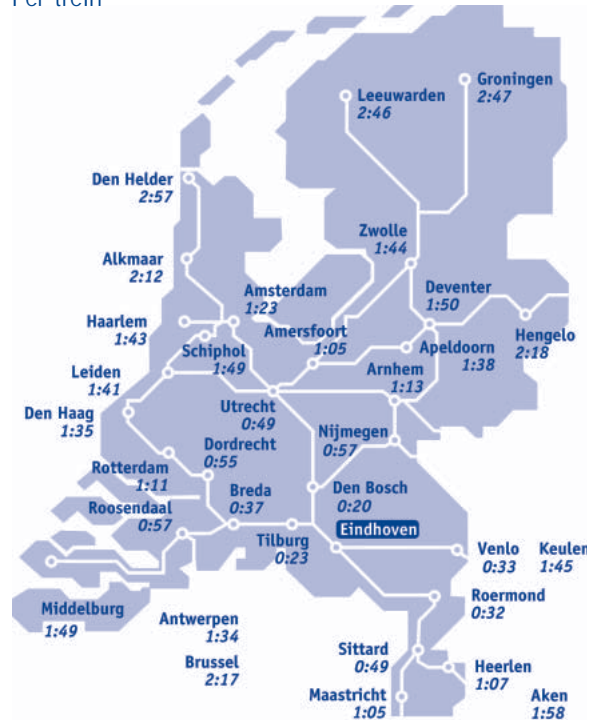 Per trein
Leeuwarden
2:46
Groningen
2:47
Den Helder
2:57
Zwolle
1:44
Alkmaar
2:12
Amsterdam
1:23
Deventer
1:50
Haarlem
1:43
Amersfoort
1:05
Hengelo
2:18
Schiphol
1:49
Apeldoorn
1:38
Leiden
1:41
Arnhem
1:13
Den Haag
1:35
Utrecht
0:49
Nijmegen
0:57
Dordrecht
0:55
Rotterdam
1:11
Breda
0:37
Den Bosch
0:20
Roosendaal
0:57
Eindhoven
Tilburg
0:23
Venlo
0:33
Keulen
1:45
Roermond
0:32
Middelburg
1:49
Antwerpen
1:34
Brussel
2:17
Sittard
0:49
Heerlen
1:07
Maastricht
1:05
Aken
1:58